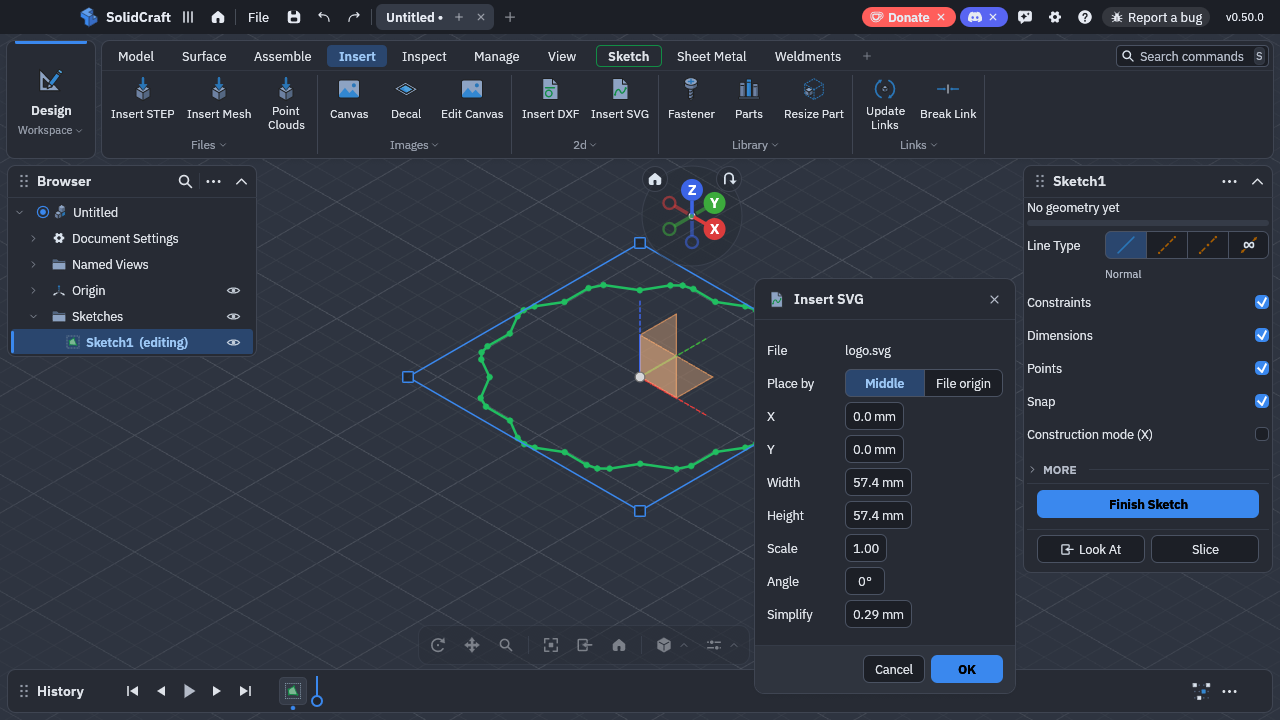 SolidCraft
File
Untitled •
Donate
Report a bug
v0.50.0
Design
Workspace
Model
Surface
Assemble
Insert
Inspect
Manage
View
Sketch
Sheet Metal
Weldments
Search commands
S
Insert STEP
Insert Mesh
Point
Clouds
Files
Canvas
Decal
Edit Canvas
Images
Insert DXF
Insert SVG
2d
Fastener
Parts
Resize Part
Library
Update
Links
Break Link
Links
Browser
Untitled
Document Settings
Named Views
Origin
Sketches
Sketch1 (editing)
Z
Y
X
Insert SVG
File
logo.svg
Place by
Middle
File origin
X
0.0 mm
Y
0.0 mm
Width
57.4 mm
Height
57.4 mm
Scale
1.00
Angle
0°
Simplify
0.29 mm
Cancel
OK
Sketch1
No geometry yet
Line Type
Normal
Constraints
Dimensions
Points
Snap
Construction mode (X)
MORE
Finish Sketch
Look At
Slice
History